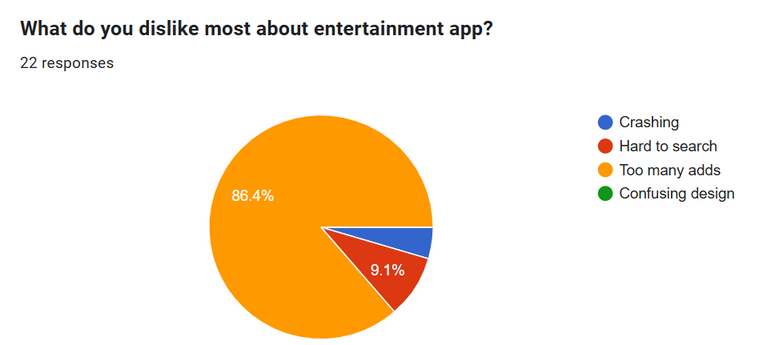 What do you dislike most about entertainment app?
22 responses
86.4%
9.1%
Crashing
Hard to search
Too many adds
Confusing design